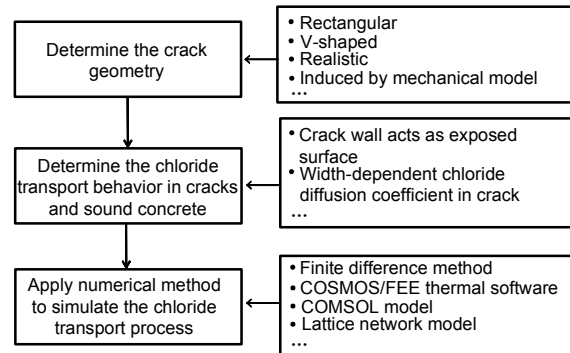 Determine the crack
geometry
• Rectangular
• V-shaped
• Realistic
• Induced by mechanical model
...
Determine the chloride
transport behavior in cracks
and sound concrete
• Crack wall acts as exposed
surface
• Width-dependent chloride
diffusion coefficient in crack
...
Apply numerical method
to simulate the chloride
transport process
• Finite difference method
• COSMOS/FEE thermal software
• COMSOL model
• Lattice network model
...